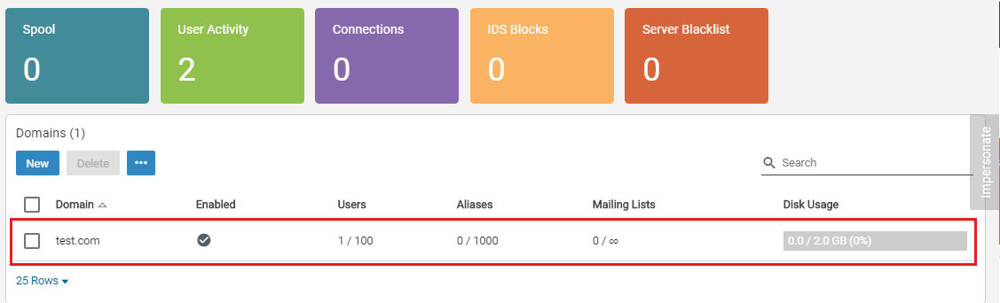 Spool User Activity Connections IDS Blocks Server Blacklist
0 2 0 0 0
Domains (1)
New Delete ••• Search
Impersonate
Domain Enabled Users Aliases Mailing Lists Disk Usage
test.com 1 / 100 0 / 1000 0 / ∞ 0.0 / 2.0 GB (0%)
25 Rows